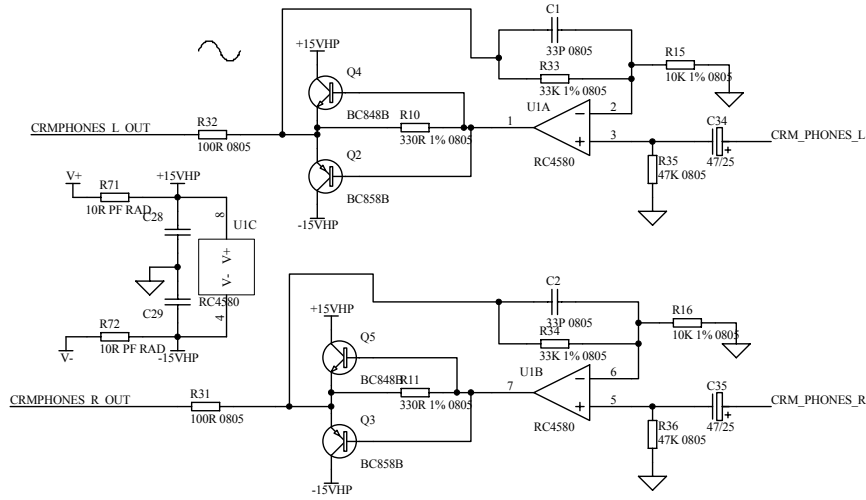 C1
33P 0805
R33
33K 1% 0805
R15
10K 1% 0805
+15VHP
Q4
BC848B
R10
330R 1% 0805
U1A
1
2
3
RC4580
C34
47/25
CRM_PHONES_L
R35
47K 0805
CRMPHONES_L_OUT
R32
100R 0805
Q2
BC858B
-15VHP
V+
R71
10R PF RAD
+15VHP
C28
8
U1C
V+
V-
RC4580
4
C29
R72
10R PF RAD
V-
-15VHP
C2
33P 0805
R34
33K 1% 0805
R16
10K 1% 0805
+15VHP
Q5
BC848B
R11
330R 1% 0805
U1B
7
6
5
RC4580
C35
47/25
CRM_PHONES_R
R36
47K 0805
CRMPHONES_R_OUT
R31
100R 0805
Q3
BC858B
-15VHP